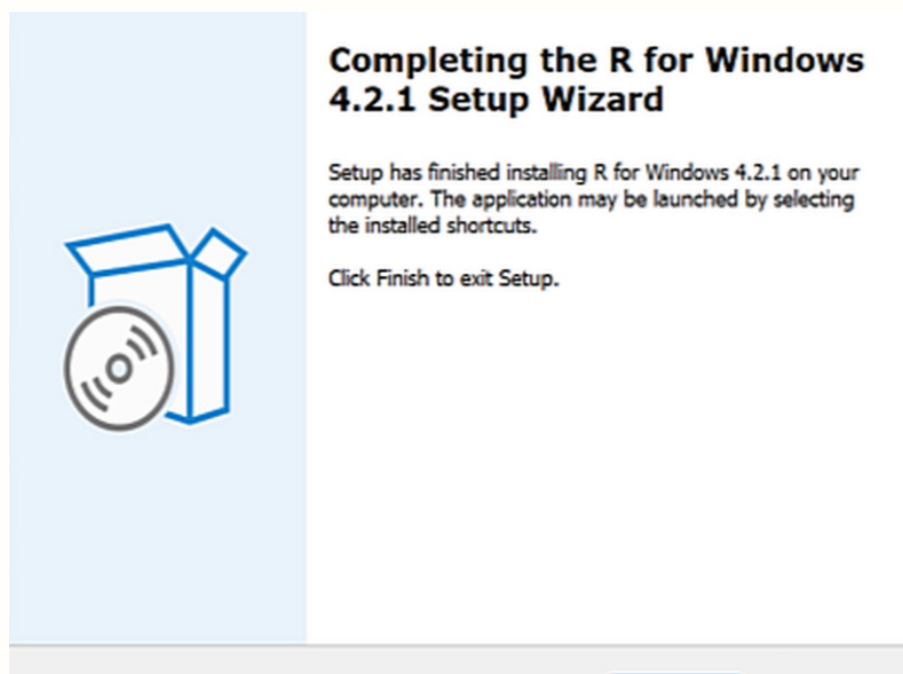 Completing the R for Windows
4.2.1 Setup Wizard
Setup has finished installing R for Windows 4.2.1 on your
computer. The application may be launched by selecting
the installed shortcuts.
Click Finish to exit Setup.